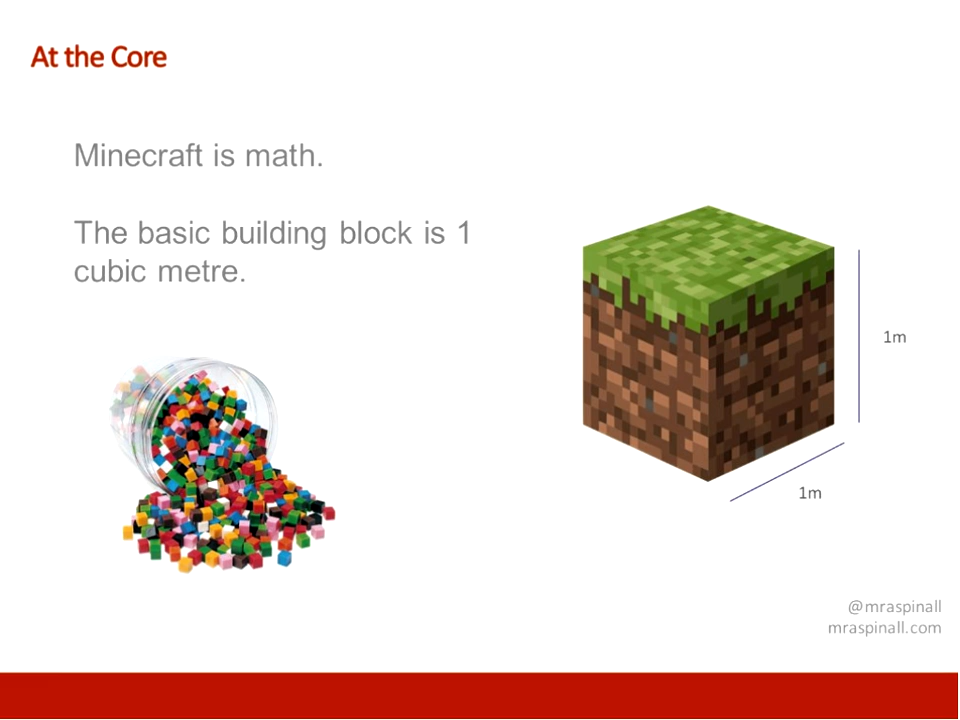 At the Core
Minecraft is math.
The basic building block is 1
cubic metre.
1m
1m
@mraspinall
mraspinall.com